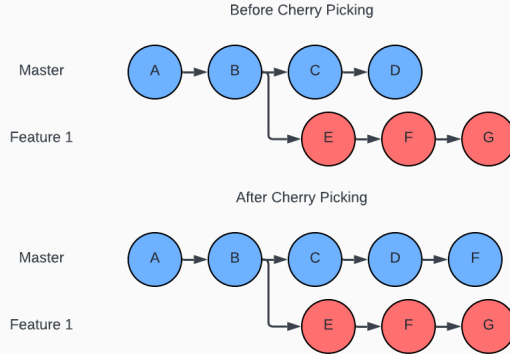 Before Cherry Picking
Master A B C D
Feature 1 E F G
After Cherry Picking
Master A B C D F
Feature 1 E F G